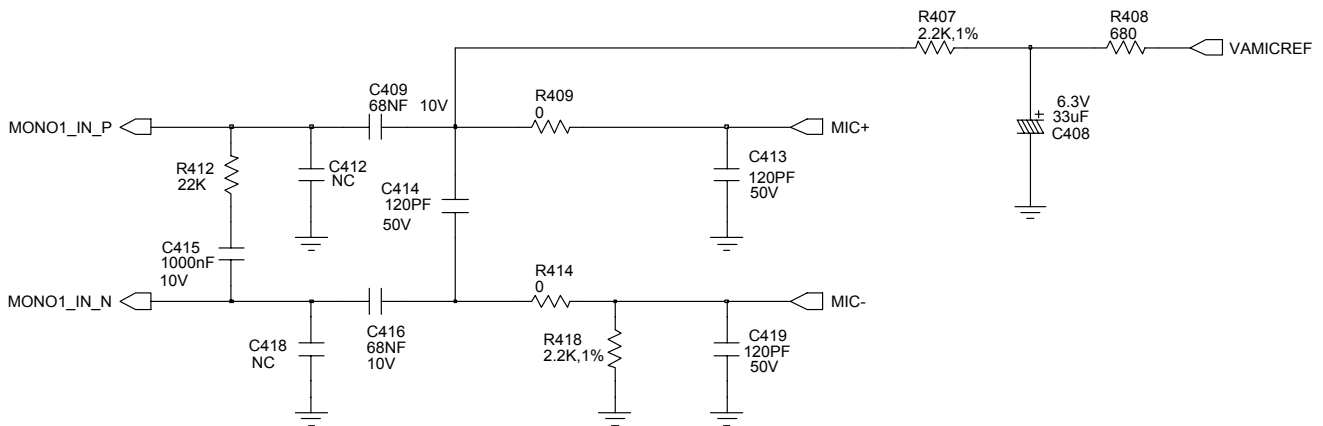 R407
2.2K,1%
R408
680
VAMICREF
C409
68NF 10V
R409
0
6.3V
+
33uF
C408
MONO1_IN_P
MIC+
R412
22K
C412
NC
C414
120PF
50V
C413
120PF
50V
C415
1000nF
10V
R414
0
MONO1_IN_N
MIC-
C418
NC
C416
68NF
10V
R418
2.2K,1%
C419
120PF
50V